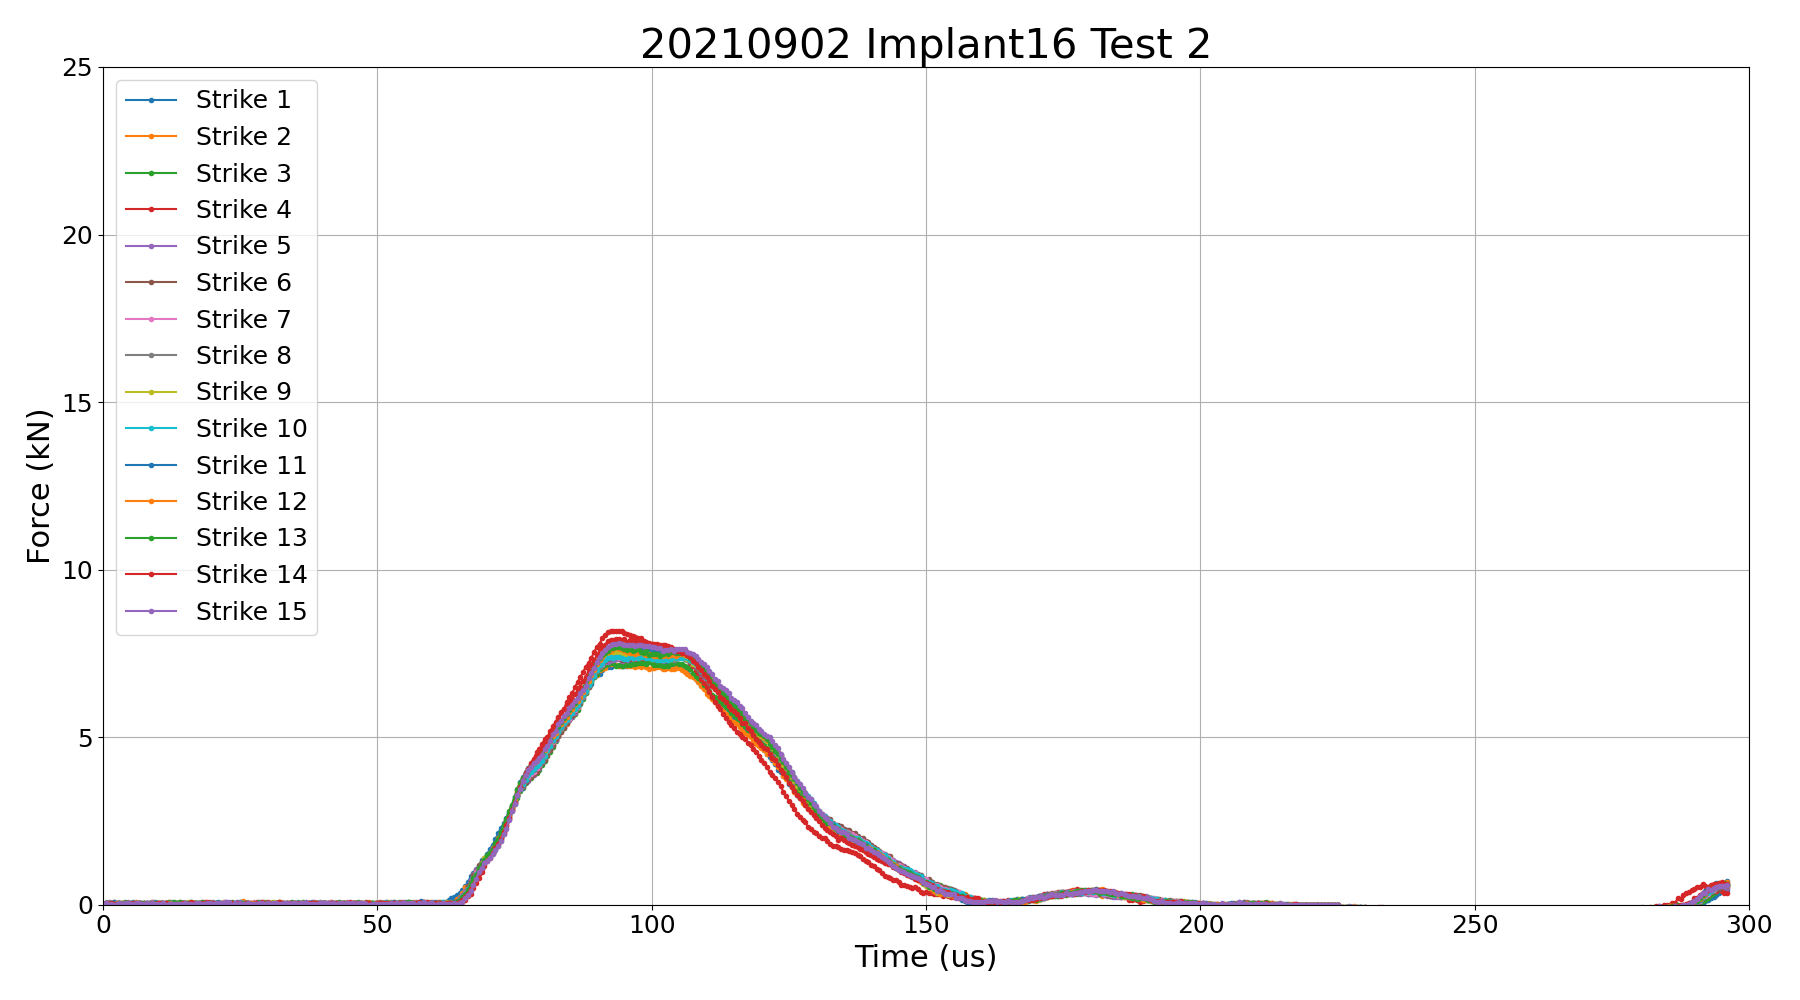 20210902 Implant16 Test 2
25
20
15
10
5
0
Force (kN)
Strike 1
Strike 2
Strike 3
Strike 4
Strike 5
Strike 6
Strike 7
Strike 8
Strike 9
Strike 10
Strike 11
Strike 12
Strike 13
Strike 14
Strike 15
0 50 100 150 200 250 300
Time (us)